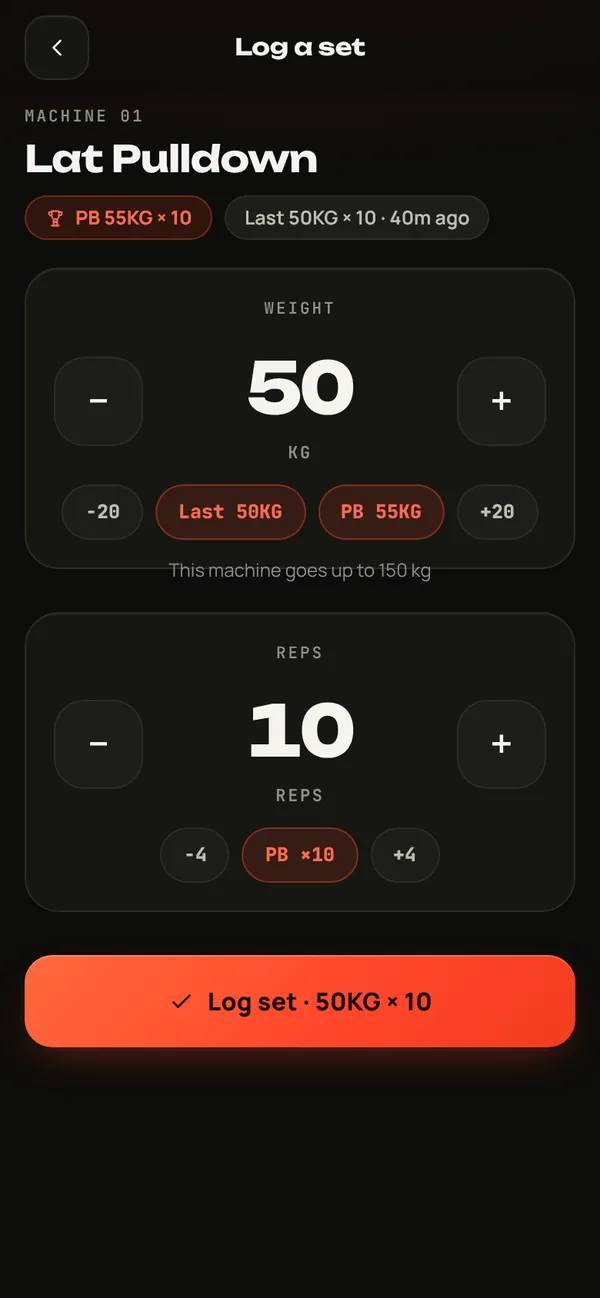 Log a set
MACHINE 01
Lat Pulldown
PB 55KG × 10
Last 50KG × 10 · 40m ago
WEIGHT
− 50 +
KG
-20 Last 50KG PB 55KG +20
This machine goes up to 150 kg
REPS
− 10 +
REPS
-4 PB ×10 +4
Log set · 50KG × 10